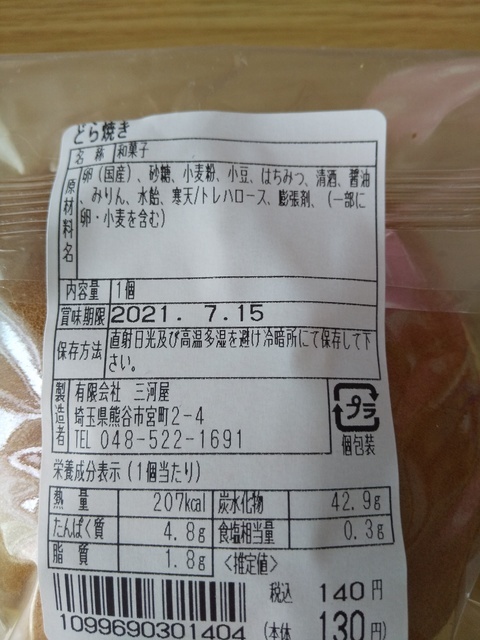 どら焼き
名称 和菓子
原材料名 卵(国産)、砂糖、小麦粉、小豆、はちみつ、清酒、醤油
、みりん、水飴、寒天/トレハロース、膨張剤、(一部に
卵・小麦を含む)
内容量 1個
賞味期限 2021. 7.15
保存方法 直射日光及び高温多湿を避け冷暗所にて保存して下
さい。
製造者 有限会社 三河屋
埼玉県熊谷市宮町2-4
TEL 048-522-1691
プラ
個包装
栄養成分表示(1個当たり)
熱量 207kcal 炭水化物 42.9g
たんぱく質 4.8g 食塩相当量 0.3g
脂質 1.8g <推定値>
税込 140円
1099690301404 (本体 130円)